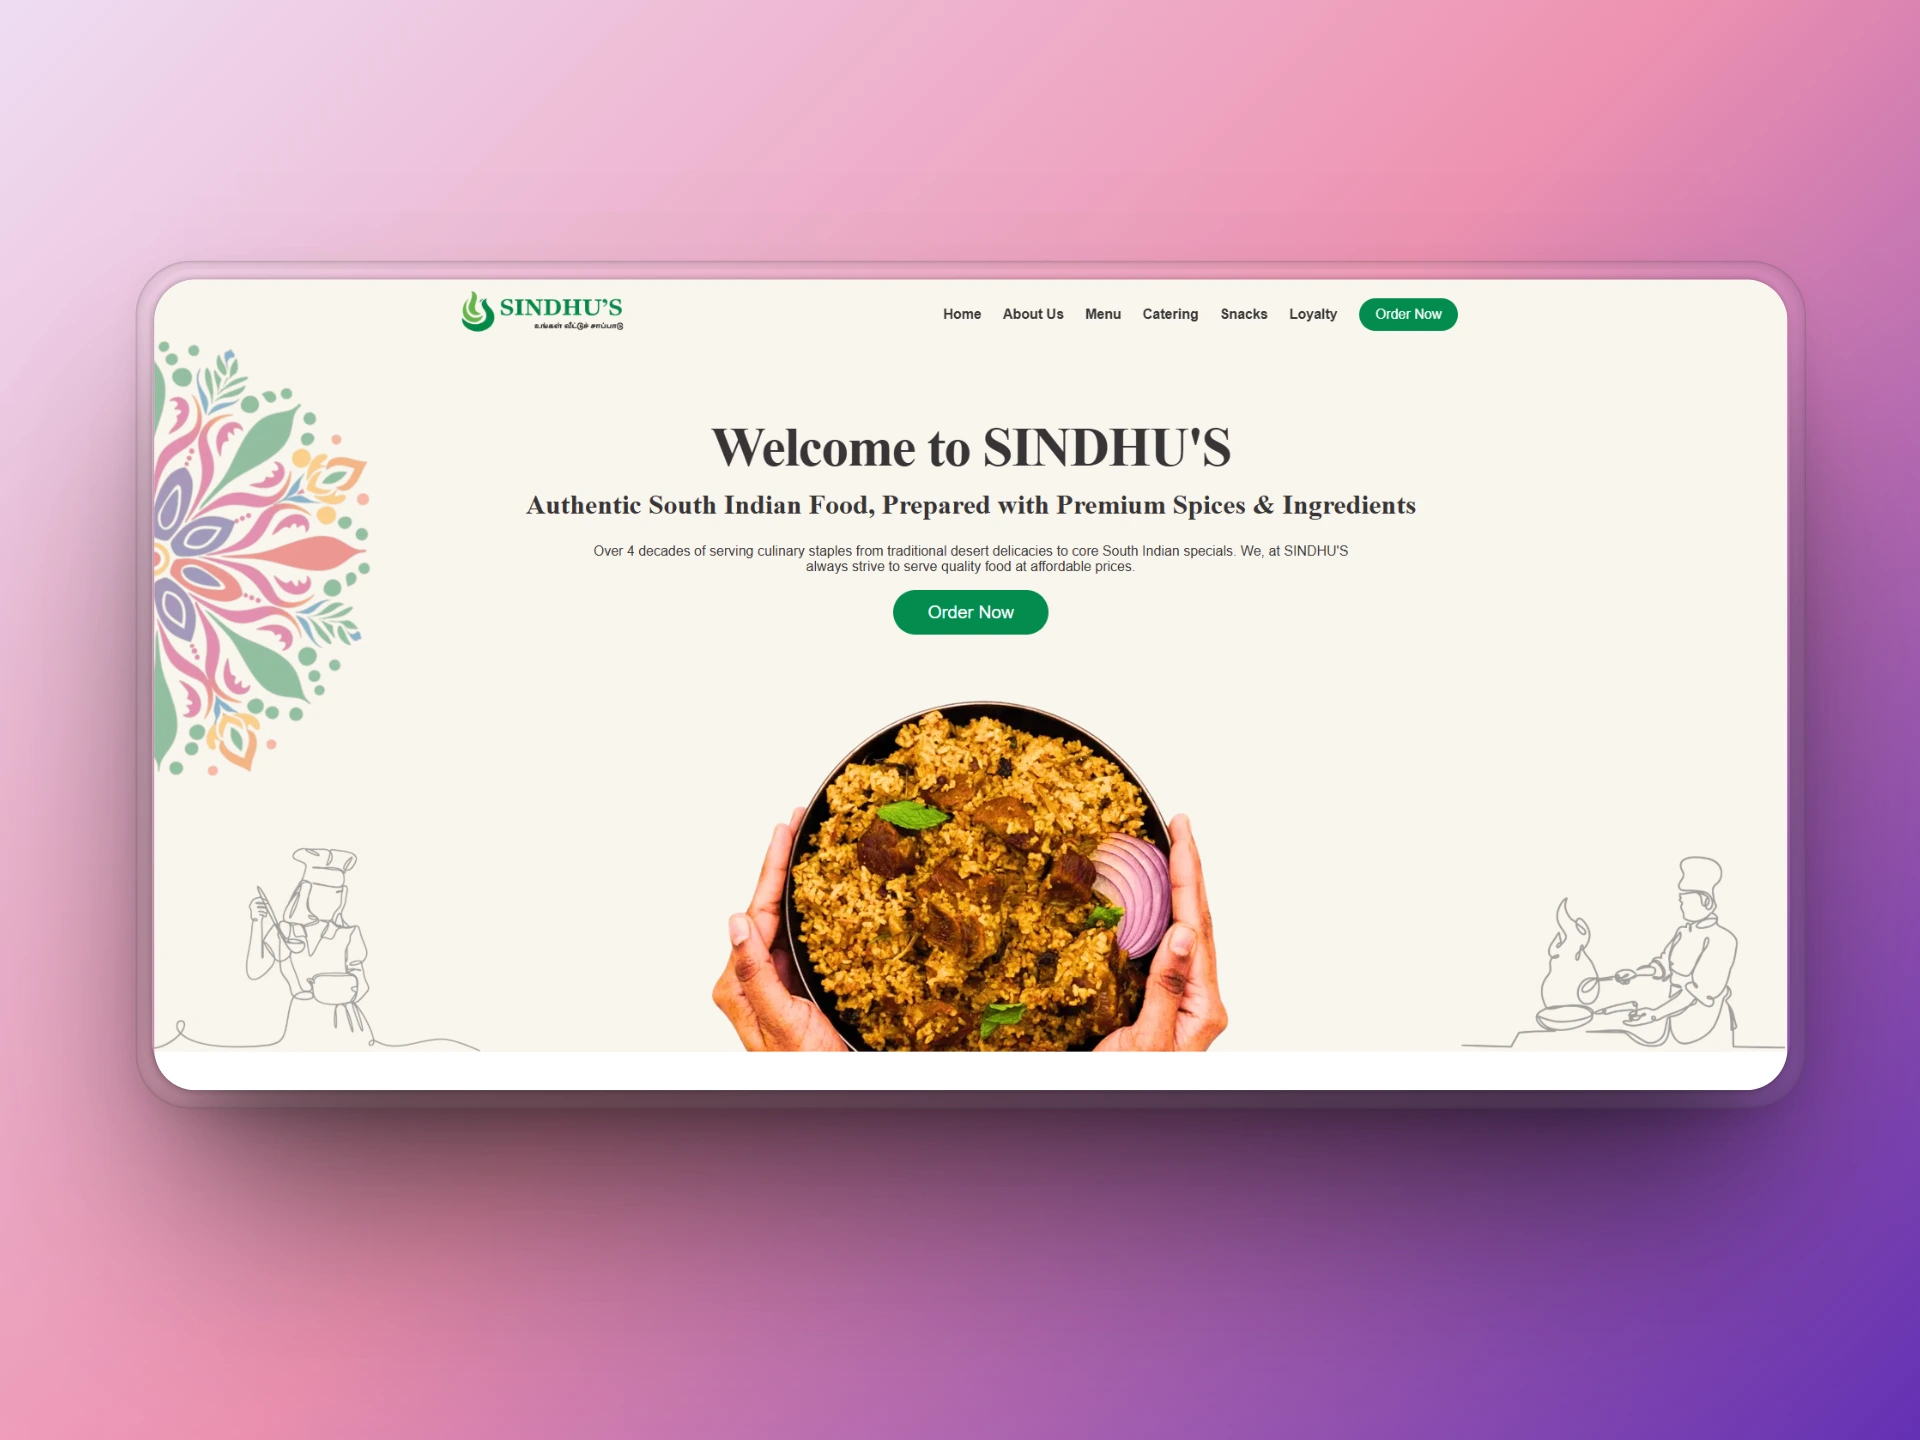 SINDHU'S
உங்கள் வீட்டுச் சாப்பாடு
Home About Us Menu Catering Snacks Loyalty Order Now
Welcome to SINDHU'S
Authentic South Indian Food, Prepared with Premium Spices & Ingredients
Over 4 decades of serving culinary staples from traditional desert delicacies to core South Indian specials. We, at SINDHU'S
always strive to serve quality food at affordable prices.
Order Now